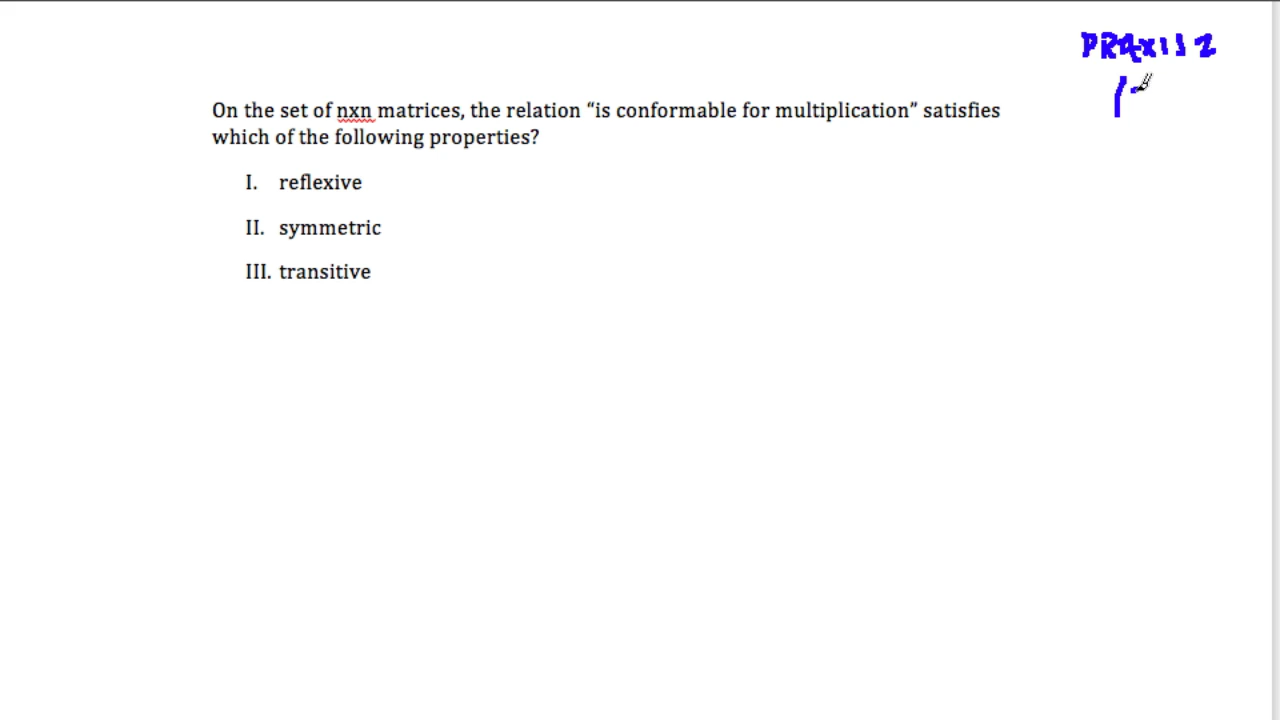 PRAXIS 2
On the set of nxn matrices, the relation “is conformable for multiplication” satisfies
which of the following properties?
I. reflexive
II. symmetric
III. transitive